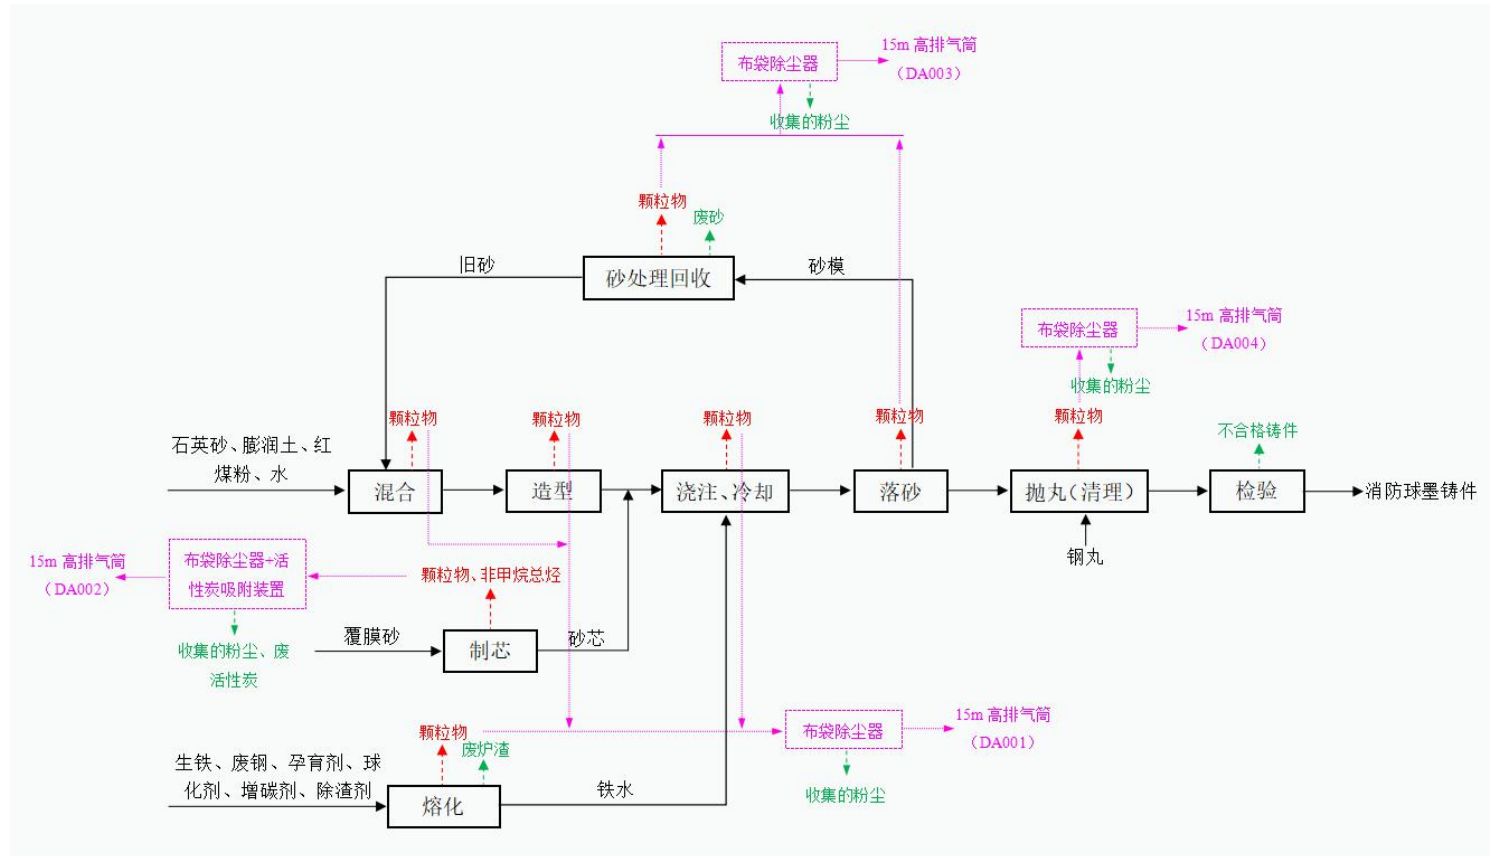 15m 高排气筒
布袋除尘器
（DA003）
收集的粉尘
颗粒物
废砂
旧砂
砂处理回收
砂模
15m 高排气筒
布袋除尘器
（DA004）
收集的粉尘
颗粒物
颗粒物
颗粒物
颗粒物
颗粒物
不合格铸件
石英砂、膨润土、红
煤粉、水
混合
造型
浇注、冷却
落砂
抛丸（清理）
检验
消防球墨铸件
钢丸
15m 高排气筒
（DA002）
布袋除尘器+活
性炭吸附装置
颗粒物、非甲烷总烃
收集的粉尘、废
活性炭
覆膜砂
制芯
砂芯
颗粒物
废炉渣
布袋除尘器
15m 高排气筒
（DA001）
收集的粉尘
生铁、废钢、孕育剂、球
化剂、增碳剂、除渣剂
熔化
铁水